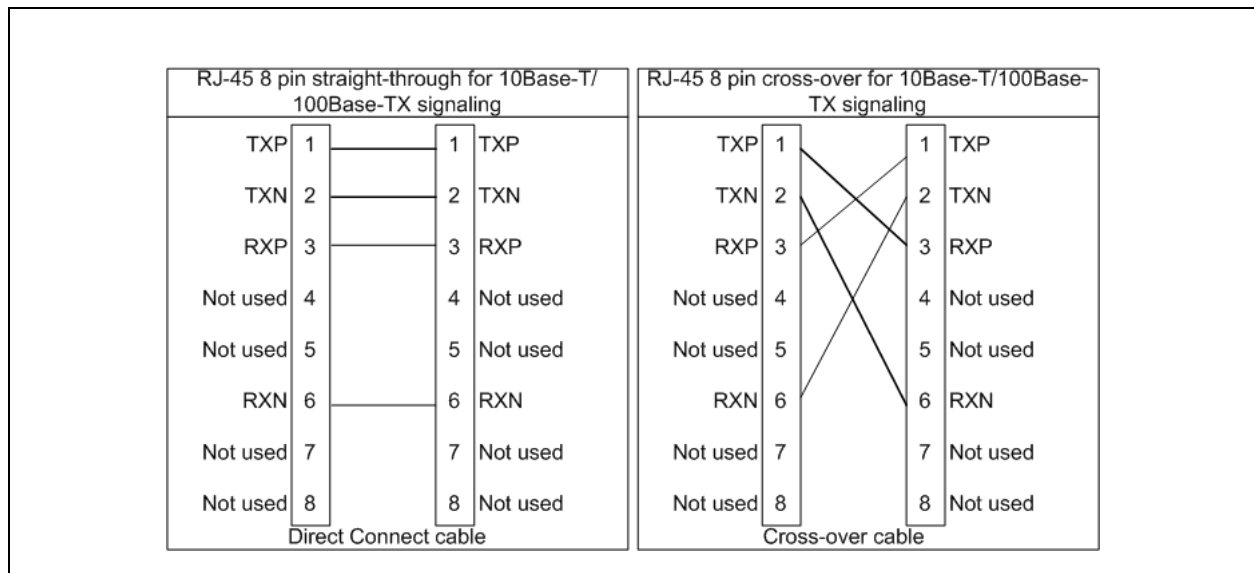 RJ-45 8 pin straight-through for 10Base-T/
100Base-TX signaling
TXP 1 1 TXP
TXN 2 2 TXN
RXP 3 3 RXP
Not used 4 4 Not used
Not used 5 5 Not used
RXN 6 6 RXN
Not used 7 7 Not used
Not used 8 8 Not used
Direct Connect cable
RJ-45 8 pin cross-over for 10Base-T/100Base-
TX signaling
TXP 1 1 TXP
TXN 2 2 TXN
RXP 3 3 RXP
Not used 4 4 Not used
Not used 5 5 Not used
RXN 6 6 RXN
Not used 7 7 Not used
Not used 8 8 Not used
Cross-over cable